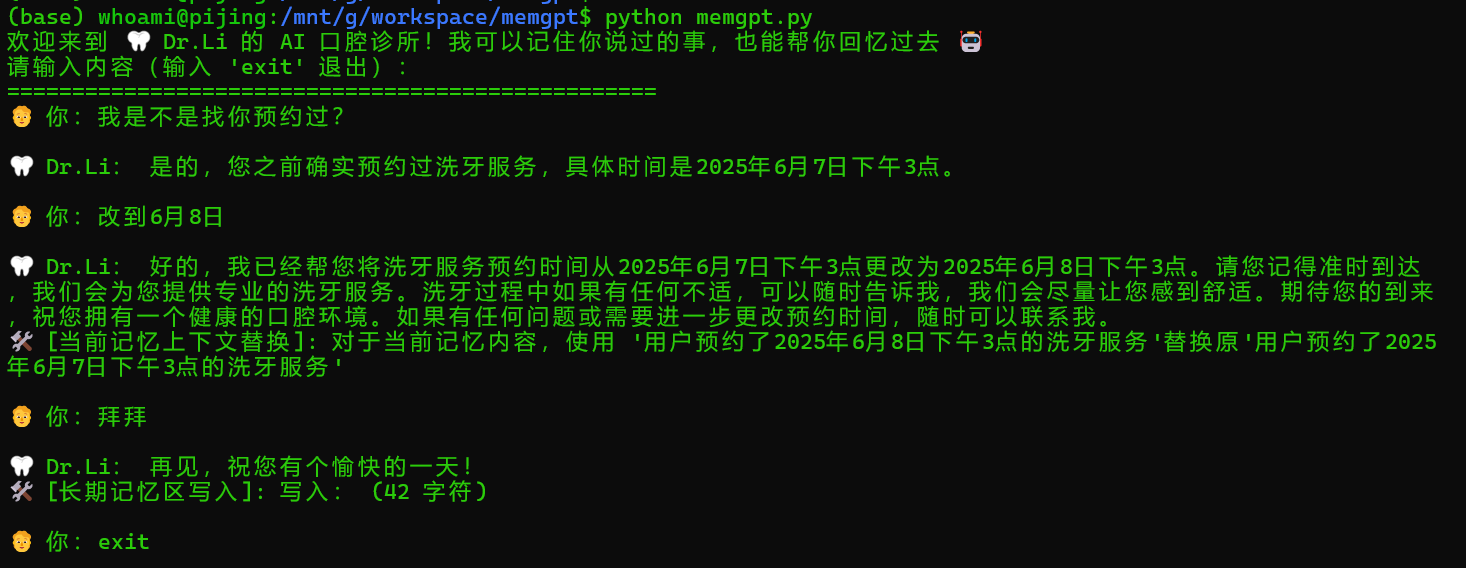 (base) whoami@pijing:/mnt/g/workspace/memgpt$ python memgpt.py
欢迎来到 🦷 Dr.Li 的 AI 口腔诊所！我可以记住你说过的事，也能帮你回忆过去 🤖
请输入内容（输入 'exit' 退出）：
==================================================
🧑 你：我是不是找你预约过？
🦷 Dr.Li： 是的，您之前确实预约过洗牙服务，具体时间是2025年6月7日下午3点。
🧑 你：改到6月8日
🦷 Dr.Li： 好的，我已经帮您将洗牙服务预约时间从2025年6月7日下午3点更改为2025年6月8日下午3点。请您记得准时到达
，我们会为您提供专业的洗牙服务。洗牙过程中如果有任何不适，可以随时告诉我，我们会尽量让您感到舒适。期待您的到来
，祝您拥有一个健康的口腔环境。如果有任何问题或需要进一步更改预约时间，随时可以联系我。
🛠 [当前记忆上下文替换]：对于当前记忆内容，使用 '用户预约了2025年6月8日下午3点的洗牙服务'替换原'用户预约了2025
年6月7日下午3点的洗牙服务'
🧑 你：拜拜
🦷 Dr.Li： 再见，祝您有个愉快的一天！
🛠 [长期记忆区写入]：写入： (42 字符)
🧑 你：exit